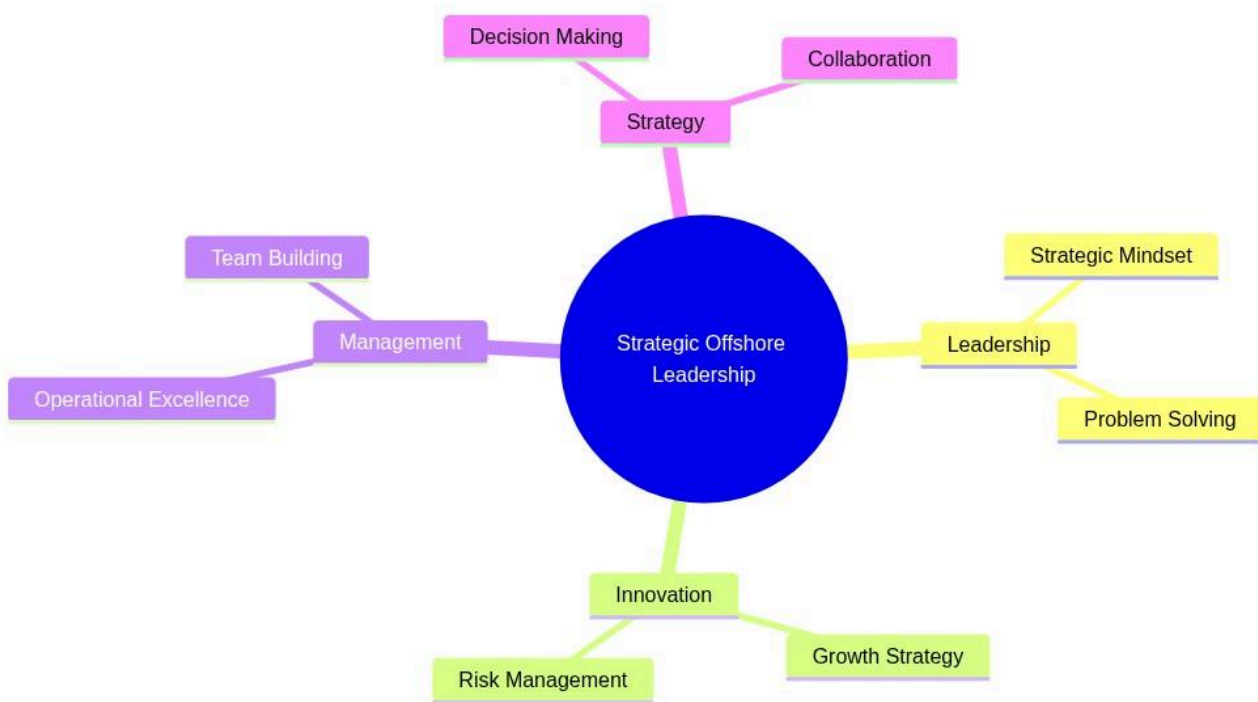 Decision Making
Collaboration
Strategy
Team Building
Strategic Mindset
Management
Strategic Offshore
Leadership
Leadership
Operational Excellence
Problem Solving
Innovation
Growth Strategy
Risk Management